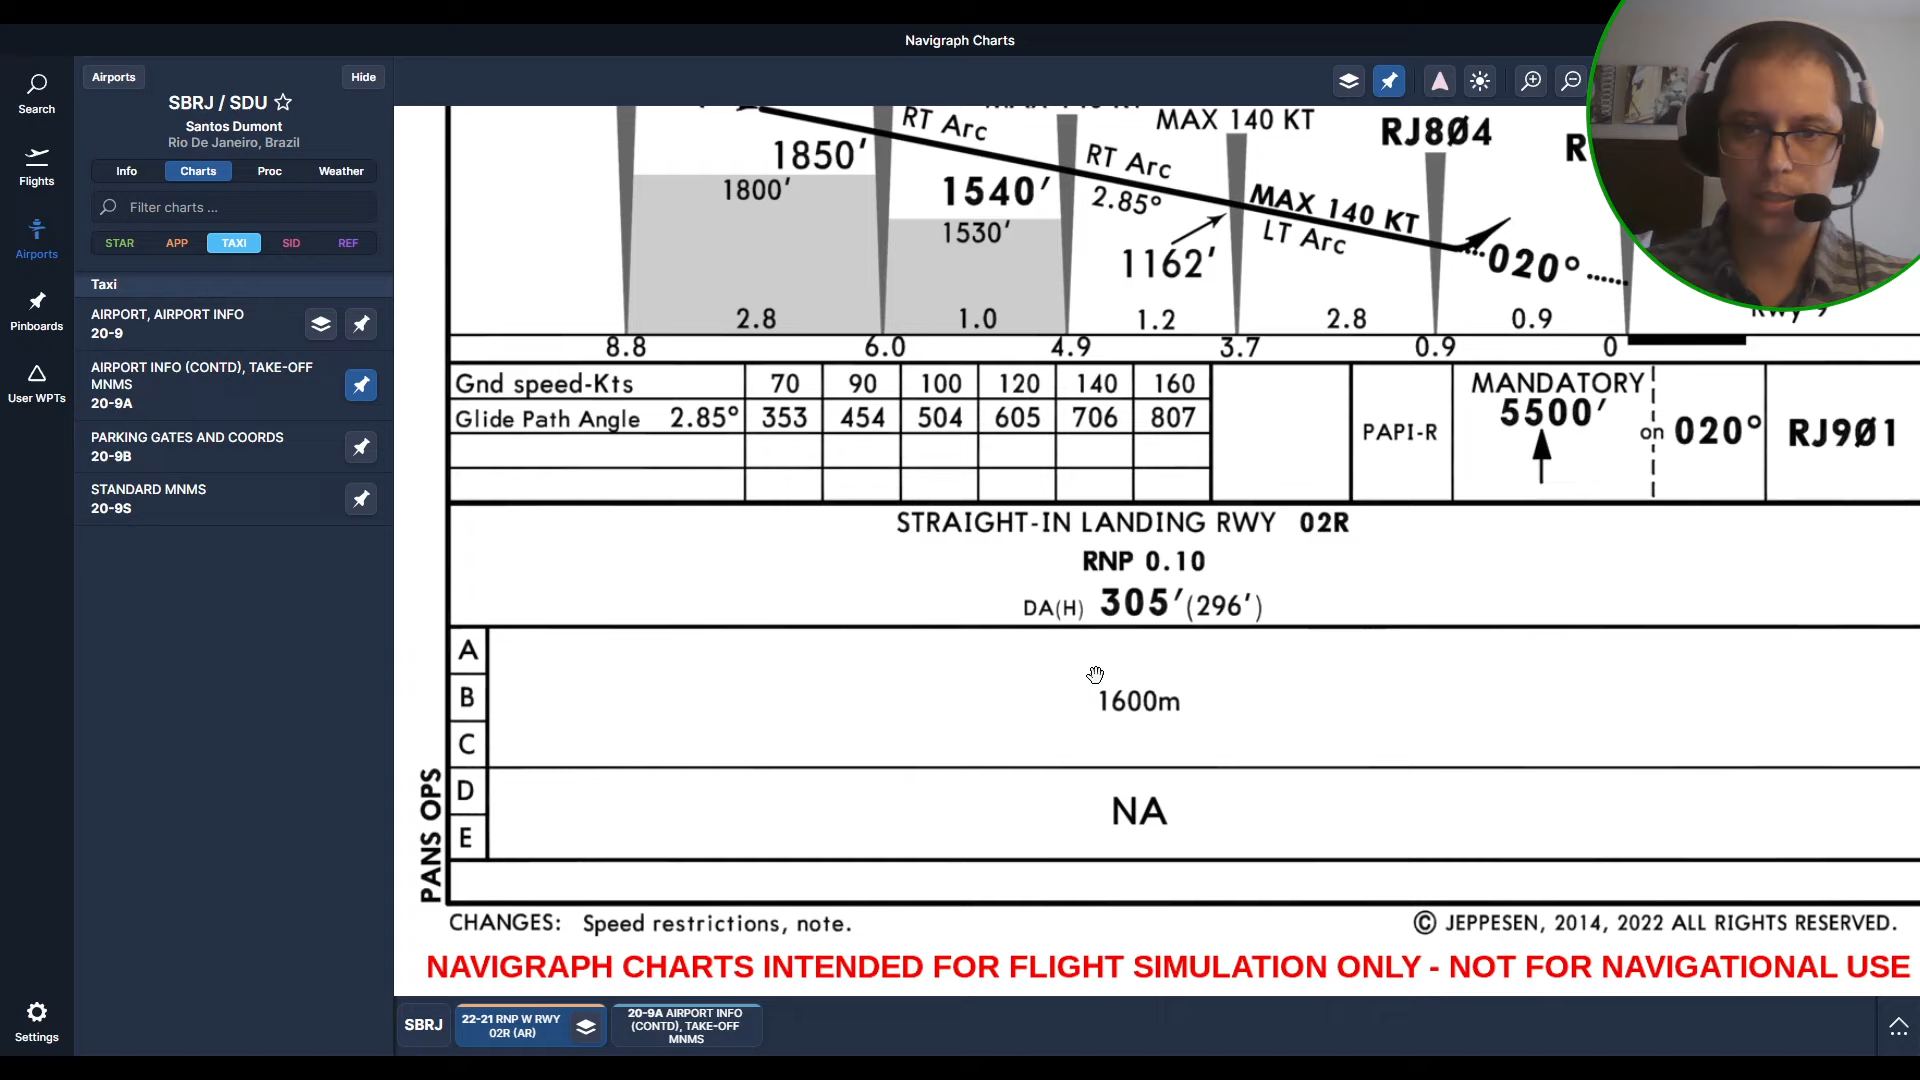 Navigraph Charts
Search
Flights
Airports
Pinboards
User WPTs
Settings
Airports
Hide
SBRJ / SDU
Santos Dumont
Rio De Janeiro, Brazil
Info Charts Proc Weather
Filter charts ...
STAR APP TAXI SID REF
Taxi
AIRPORT, AIRPORT INFO
20-9
AIRPORT INFO (CONTD), TAKE-OFF
MNMS
20-9A
PARKING GATES AND COORDS
20-9B
STANDARD MNMS
20-9S
RT Arc
MAX 140 KT
MAX 140 KT
RJ8Ø4
1850'
1800'
1540'
1530'
RT Arc
2.85°
MAX 140 KT
LT Arc
1162'
020°
2.8 1.0 1.2 2.8 0.9
8.8 6.0 4.9 3.7 0.9 0
Gnd speed-Kts 70 90 100 120 140 160
Glide Path Angle 2.85° 353 454 504 605 706 807
PAPI-R
MANDATORY
5500'
on 020°
RJ9Ø1
STRAIGHT-IN LANDING RWY 02R
RNP 0.10
DA(H) 305'(296')
A
B
C
1600m
D
E
NA
PANS OPS
CHANGES: Speed restrictions, note.
© JEPPESEN, 2014, 2022 ALL RIGHTS RESERVED.
NAVIGRAPH CHARTS INTENDED FOR FLIGHT SIMULATION ONLY - NOT FOR NAVIGATIONAL USE
SBRJ
22-21 RNP W RWY
02R (AR)
20-9A AIRPORT INFO
(CONTD), TAKE-OFF
MNMS